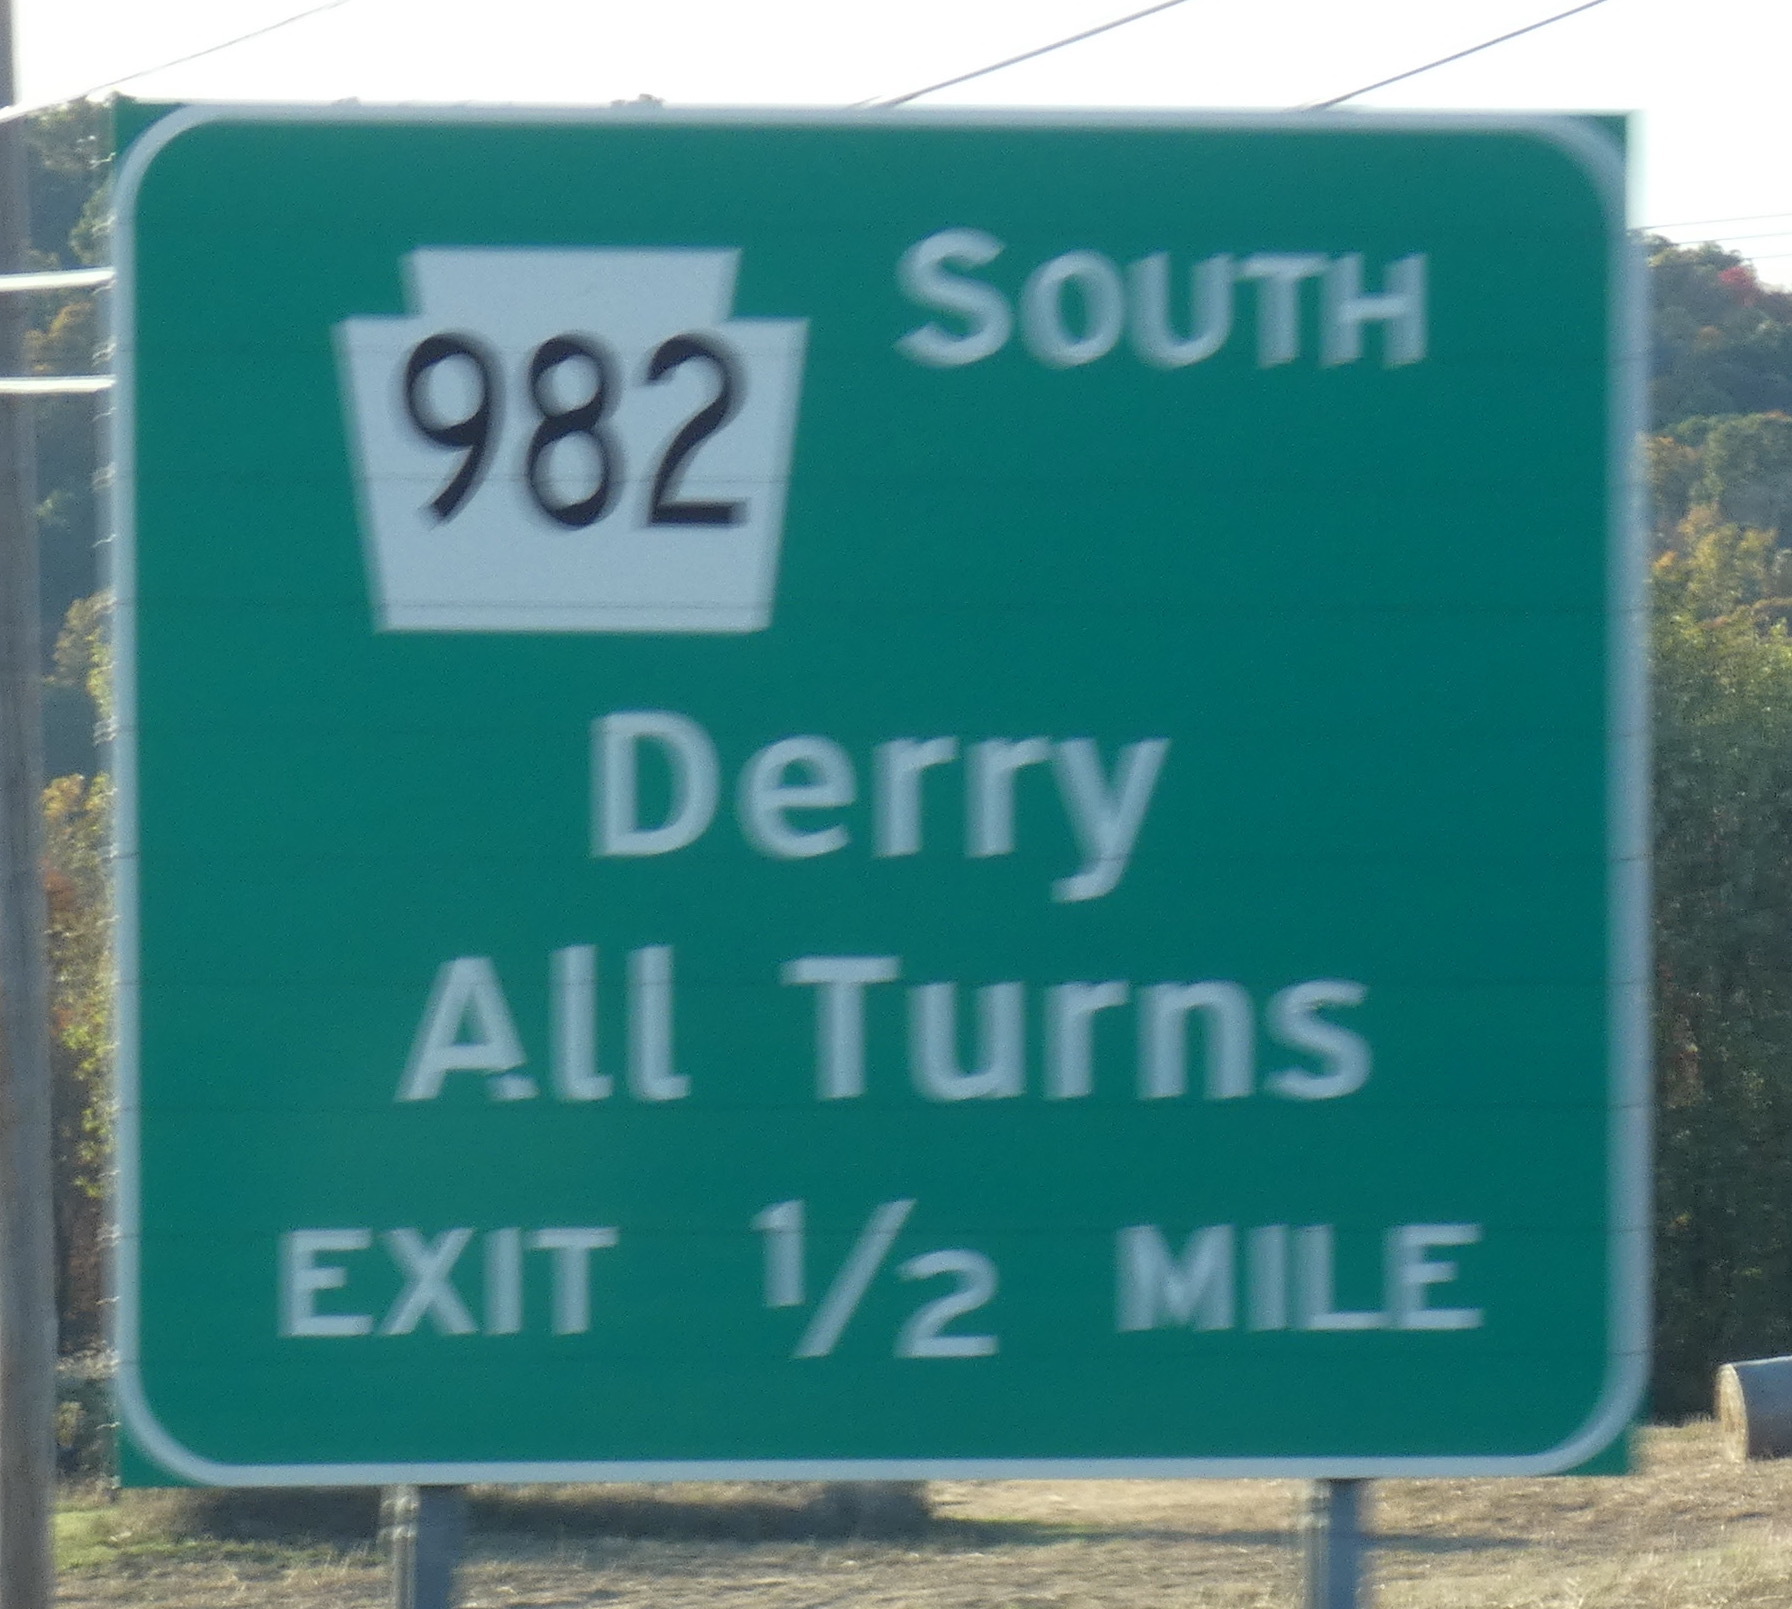 982 SOUTH
Derry
All Turns
EXIT 1/2 MILE